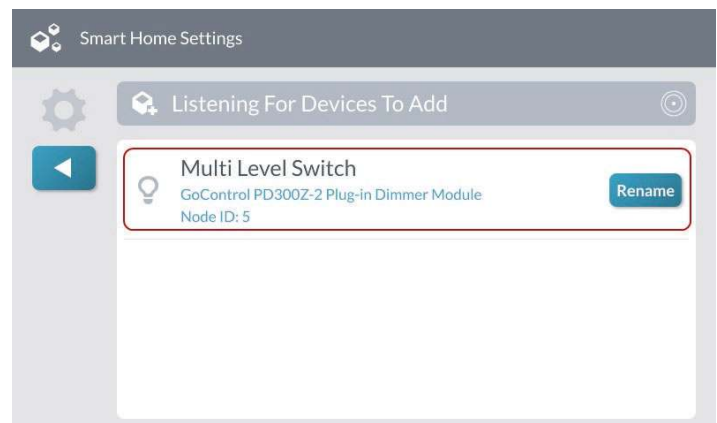 Smart Home Settings
Listening For Devices To Add
Multi Level Switch
GoControl PD300Z-2 Plug-in Dimmer Module
Node ID: 5
Rename